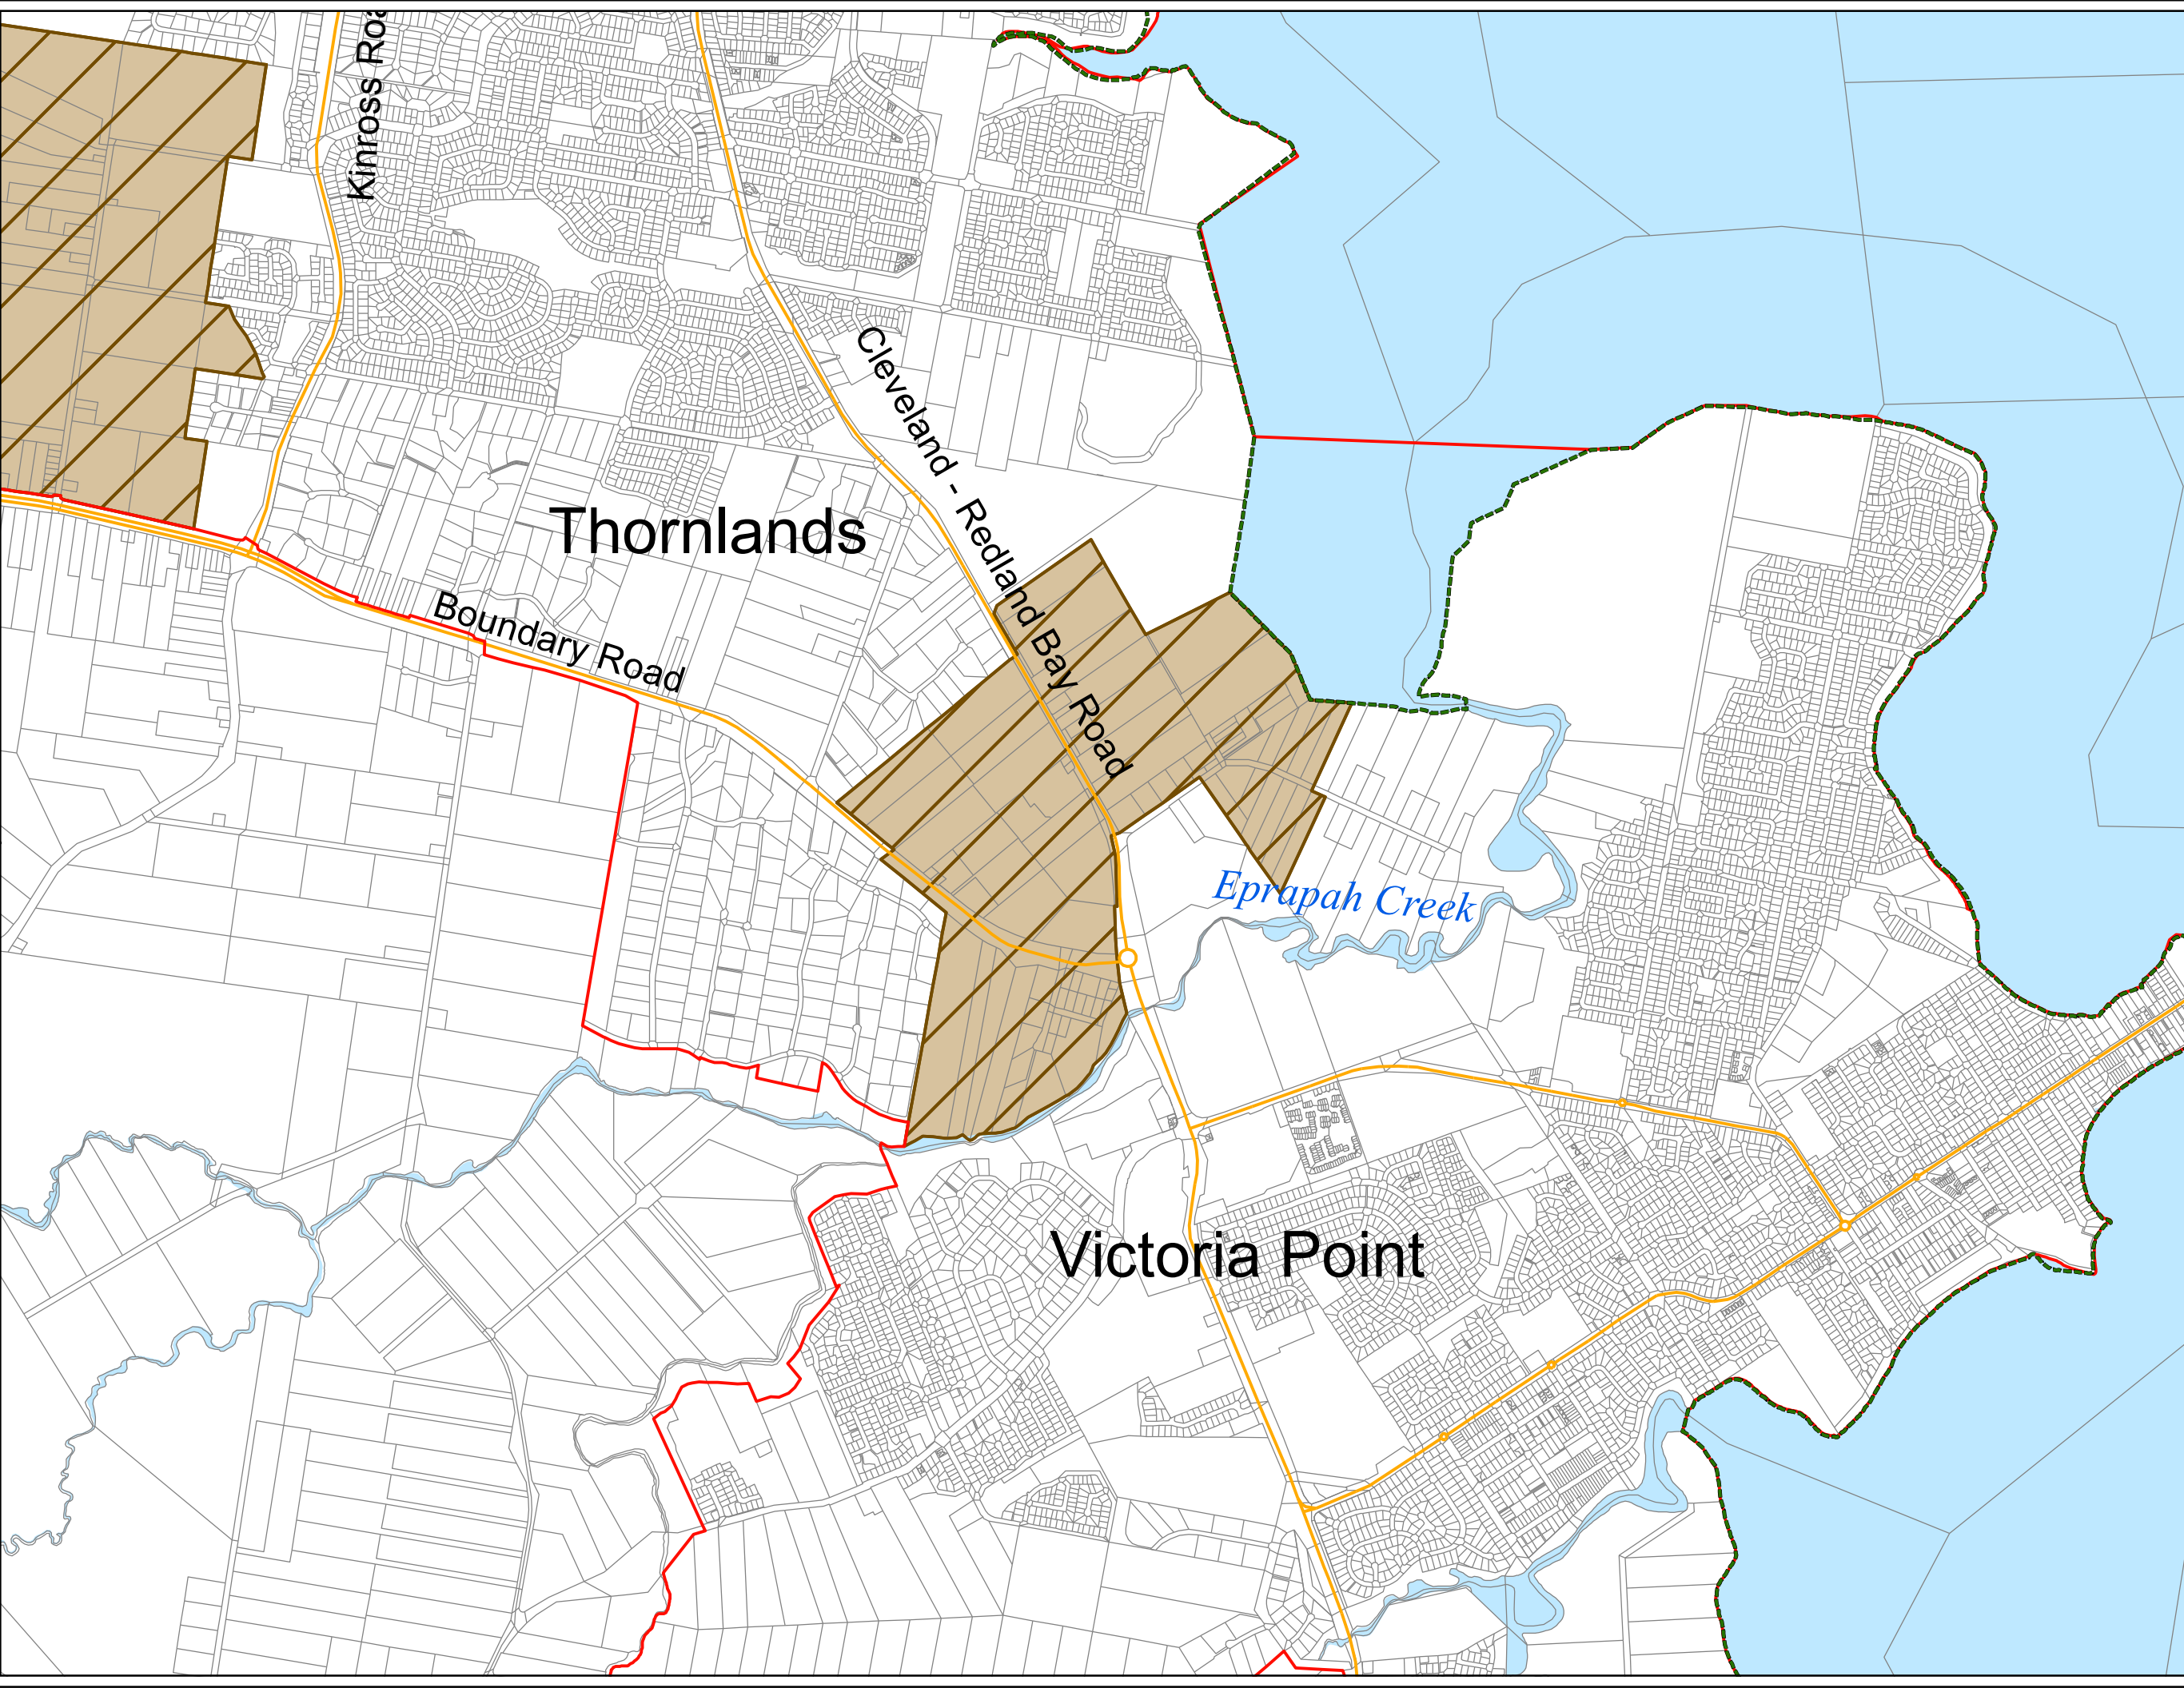 Kinross Roa
Cleveland - Redland Bay Road
Thornlands
Boundary Road
Eprapah Creek
Victoria Point